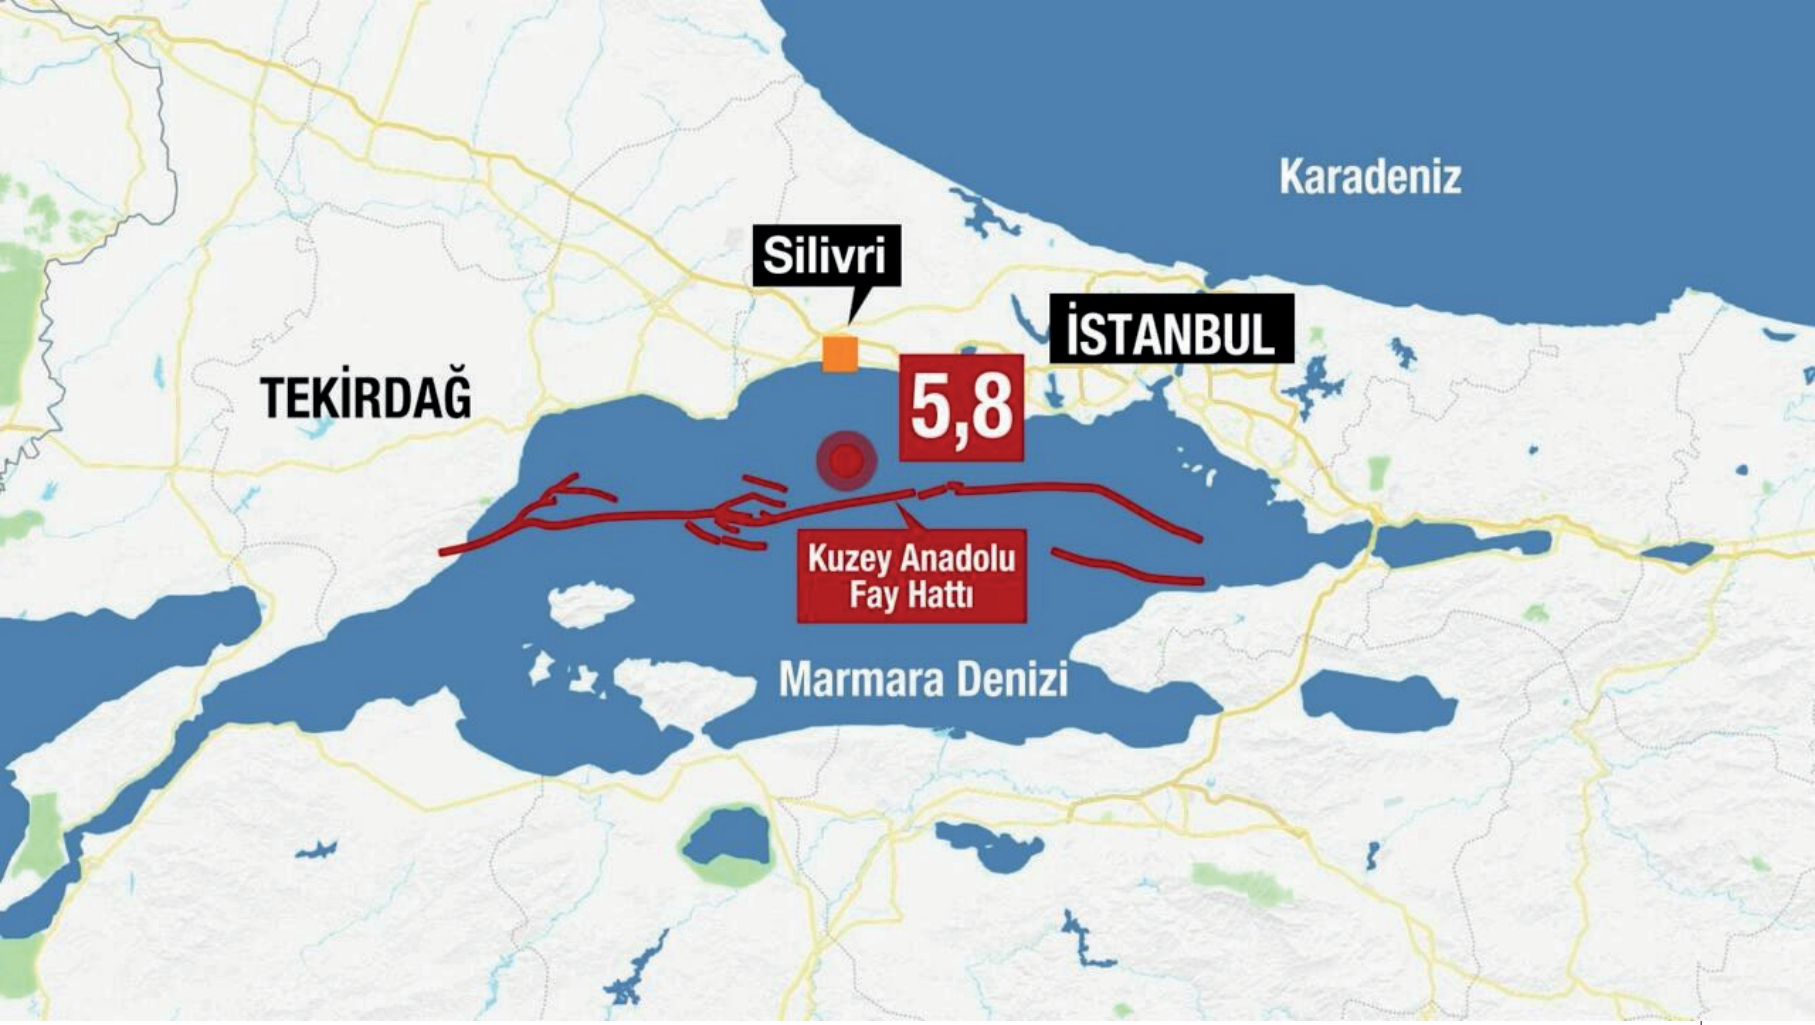 Karadeniz
Silivri
İSTANBUL
TEKİRDAĞ
5,8
Kuzey Anadolu
Fay Hattı
Marmara Denizi